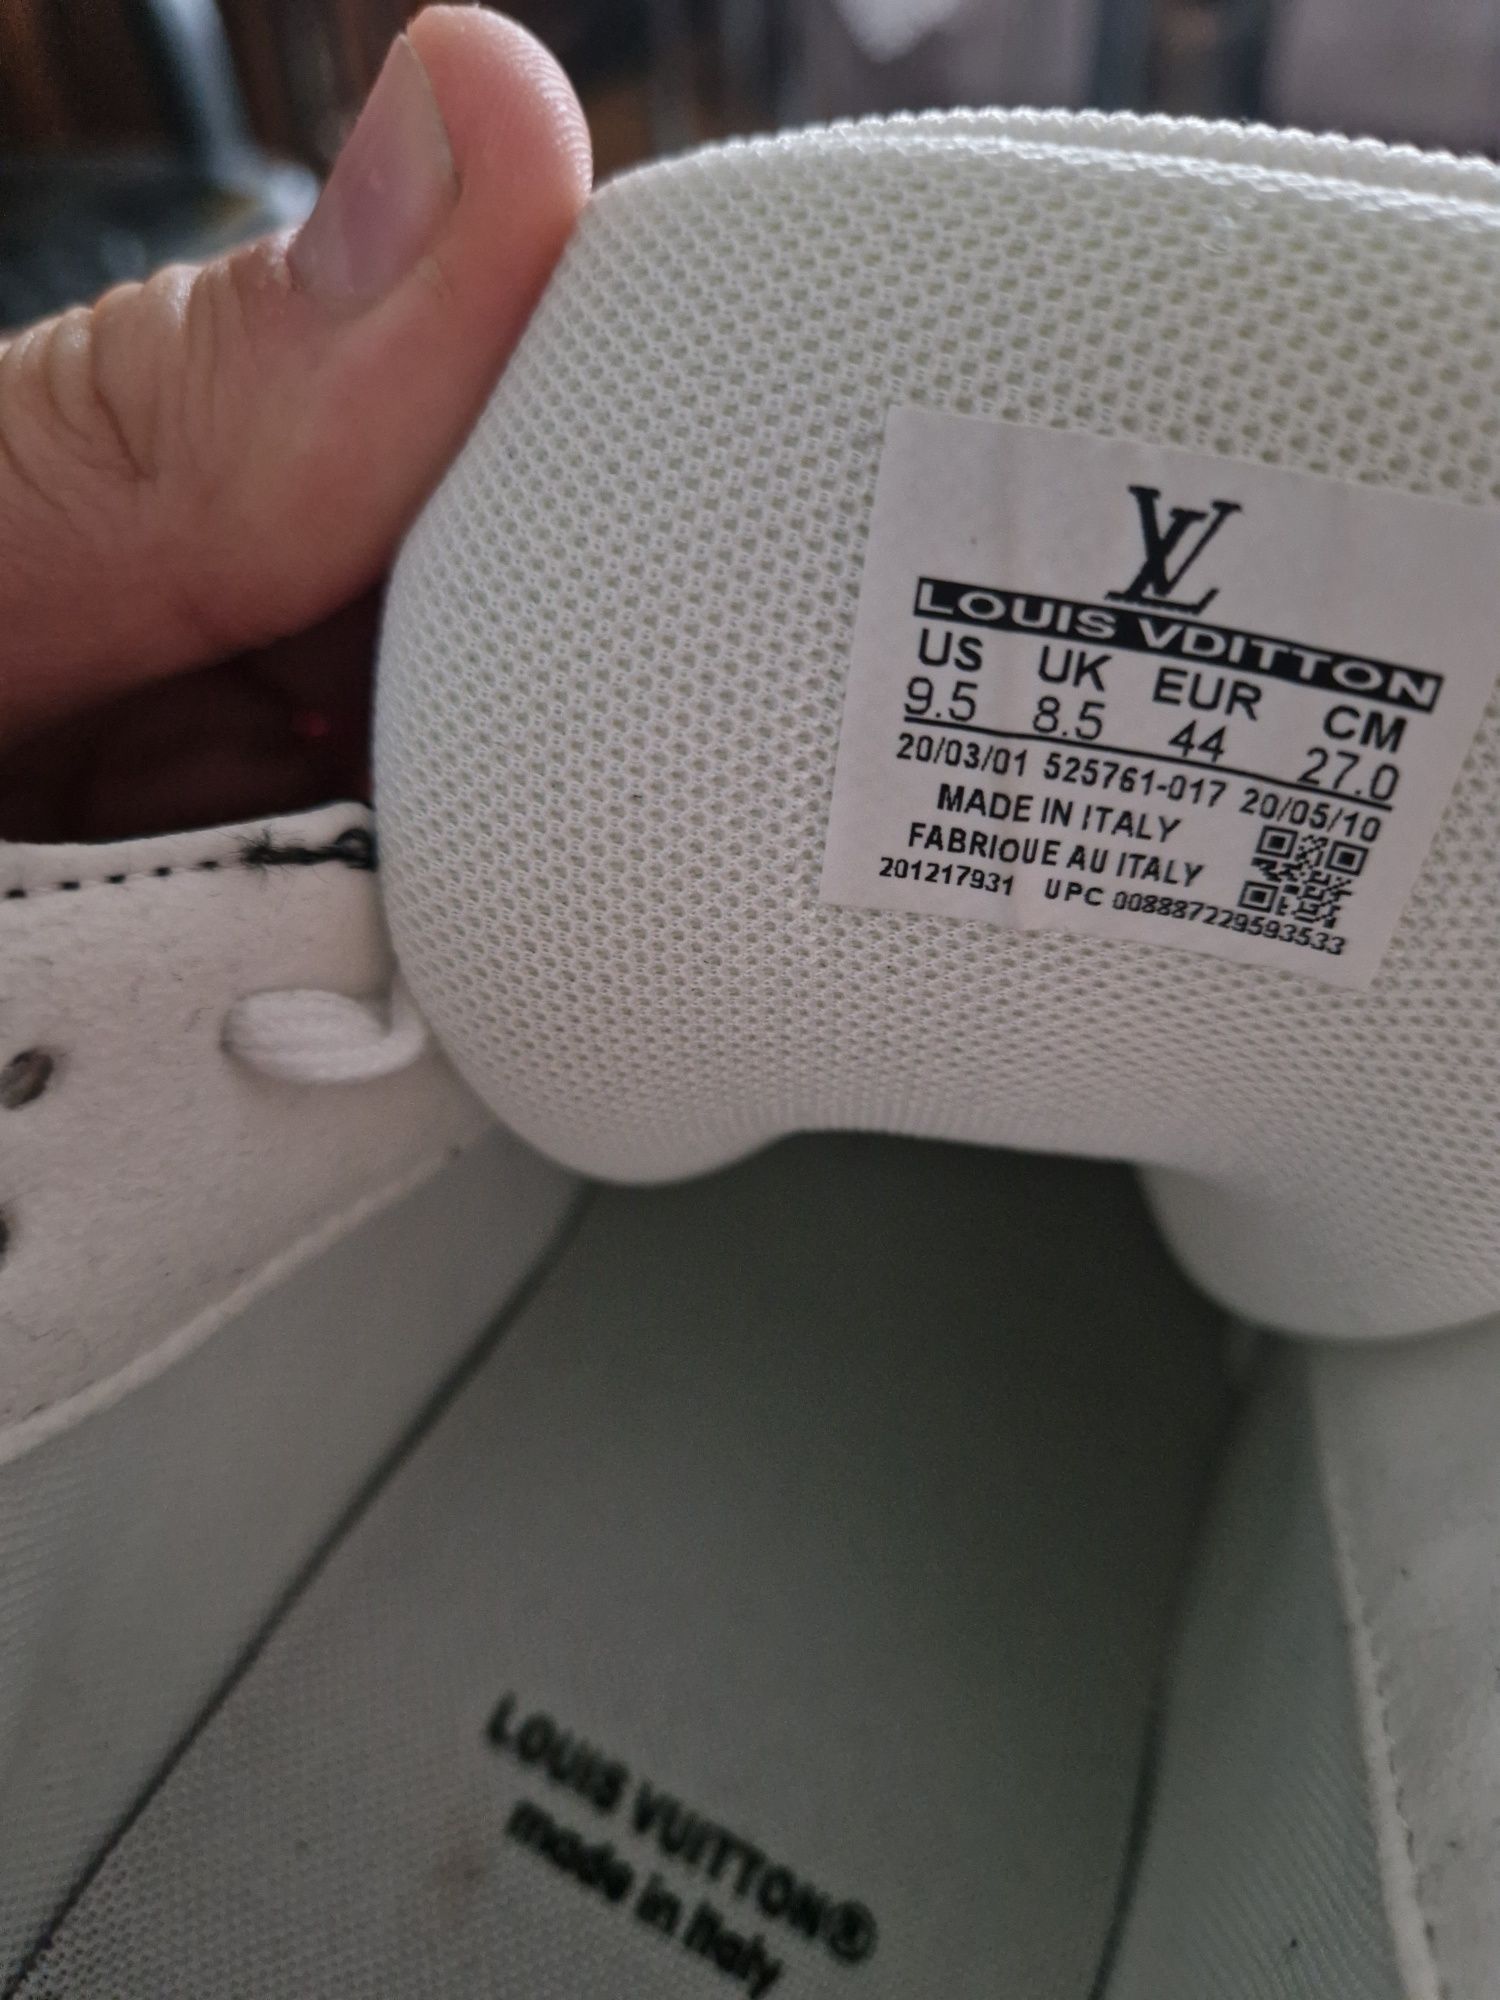 LV
LOUIS VDITTON
US UK EUR CM
9.5 8.5 44 27.0
20/03/01 525761-017 20/05/10
MADE IN ITALY
FABRIOUE AU ITALY
201217931 UPC 008887229593533
LOUIS VUITTON®
made in Italy